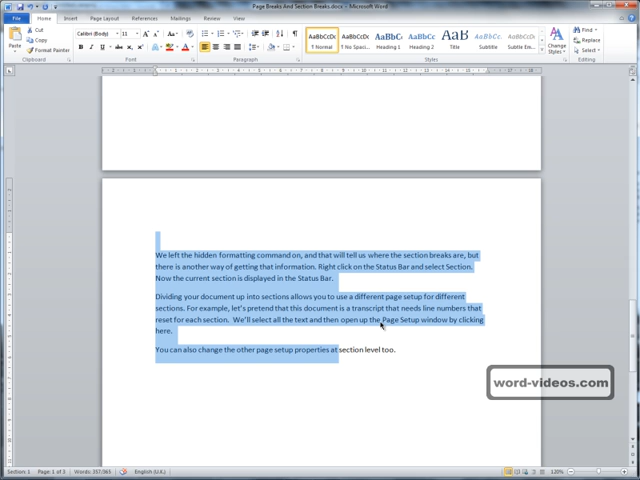 Page Breaks And Section Breaks.docx - Microsoft Word
File Home Insert Page Layout References Mailings Review View
Paste Cut Calibri (Body) 11 AaBbCcDc AaBbCcDc AaBbC AaBbCc AaB AaBbCc. AaBbCcDc Find
Copy Replace
Format Painter ¶ Normal ¶ No Spaci... Heading 1 Heading 2 Title Subtitle Subtle Em... Change Styles Select
Clipboard Font Paragraph Styles Editing
We left the hidden formatting command on, and that will tell us where the section breaks are, but
there is another way of getting that information. Right click on the Status Bar and select Section.
Now the current section is displayed in the Status Bar.
Dividing your document up into sections allows you to use a different page setup for different
sections. For example, let's pretend that this document is a transcript that needs line numbers that
reset for each section. We'll select all the text and then open up the Page Setup window by clicking
here.
You can also change the other page setup properties at section level too.
word-videos.com
Section: 1 Page: 1 of 3 Words: 357/365 English (U.K.) 120%